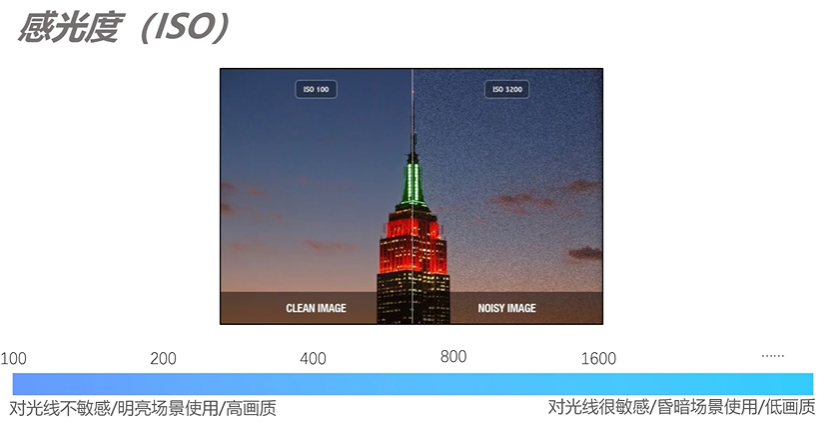 感光度（ISO）
ISO 100
ISO 3200
CLEAN IMAGE
NOISY IMAGE
100 200 400 800 1600 ……
对光线不敏感/明亮场景使用/高画质
对光线很敏感/昏暗场景使用/低画质